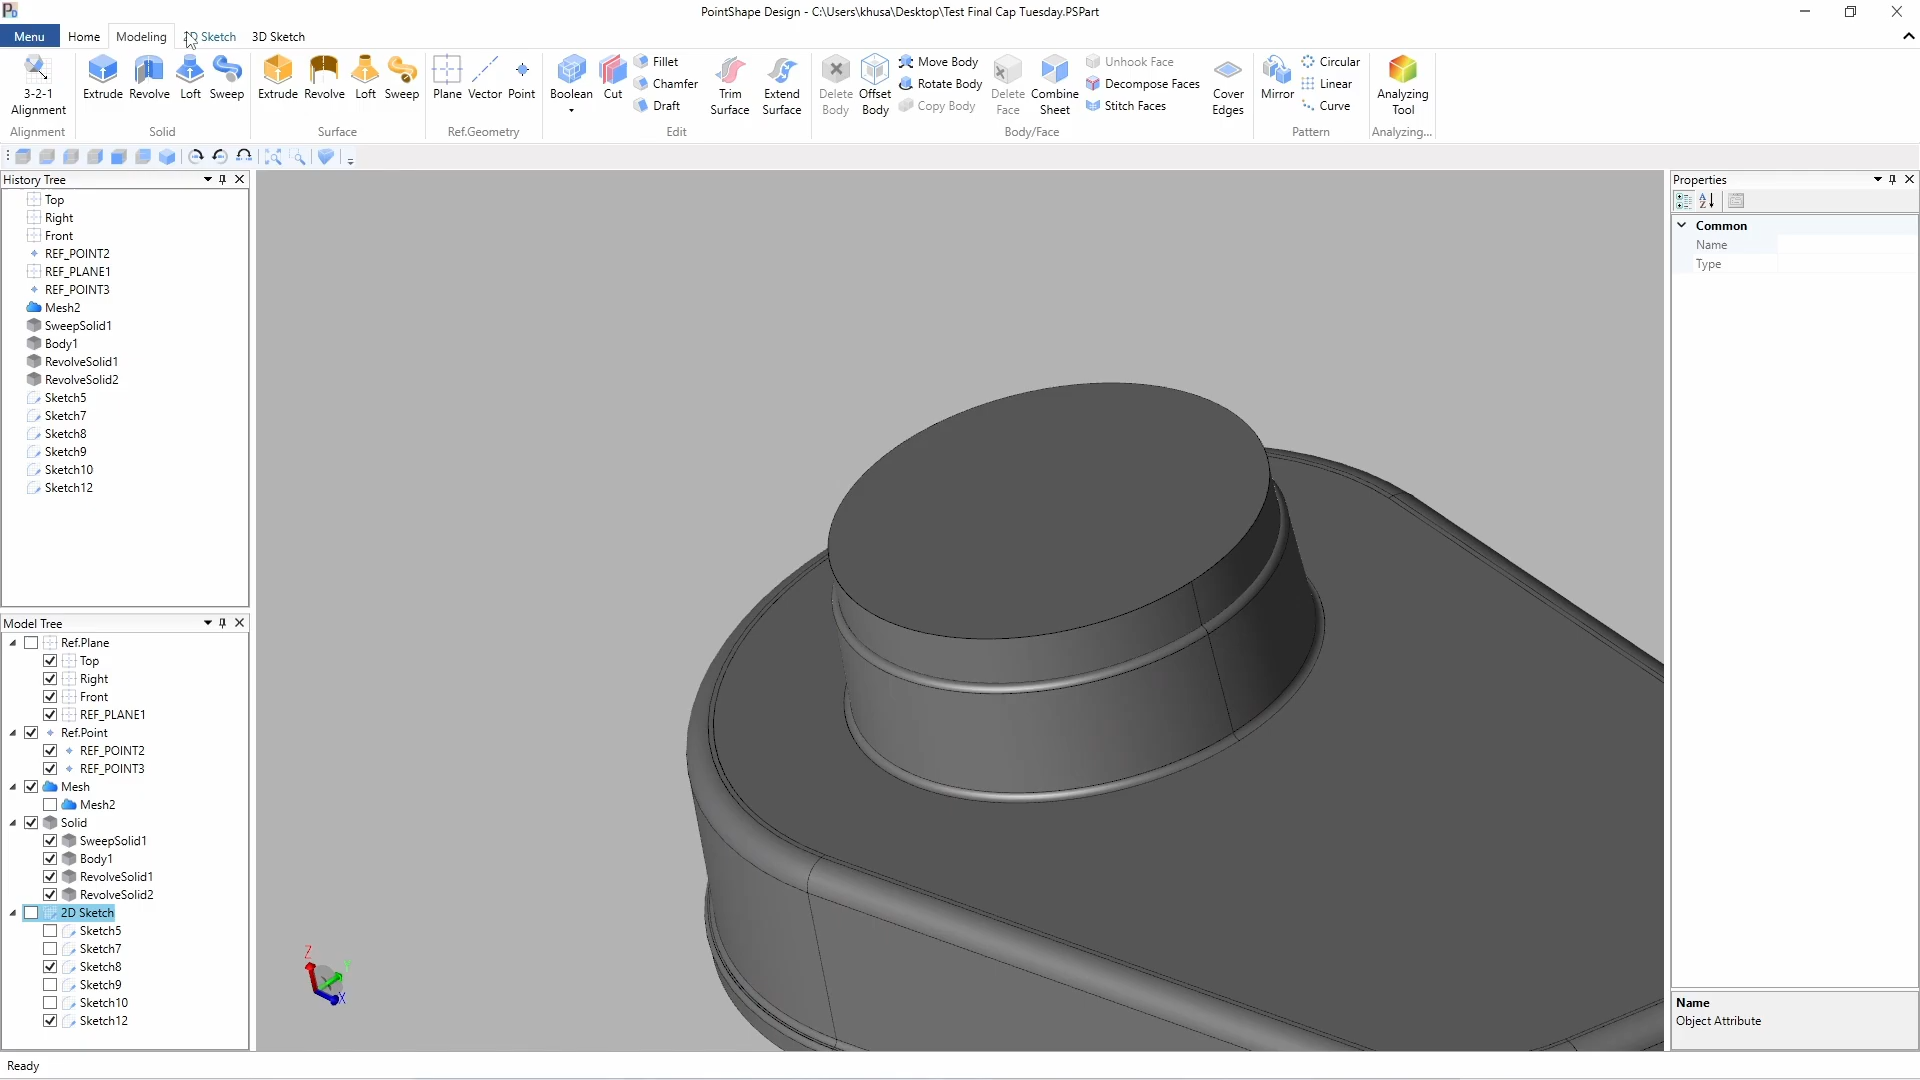 PointShape Design - C:\Users\khusa\Desktop\Test Final Cap Tuesday.PSPart
Menu Home Modeling 2D Sketch 3D Sketch
3-2-1 Alignment
Extrude Revolve Loft Sweep
Extrude Revolve Loft Sweep
Plane Vector Point
Boolean Cut
Fillet
Chamfer
Draft
Trim Surface
Extend Surface
Delete Body
Offset Body
Move Body
Rotate Body
Copy Body
Delete Face
Combine Sheet
Unhook Face
Decompose Faces
Stitch Faces
Cover Edges
Mirror
Circular
Linear
Curve
Analyzing Tool
Alignment Solid Surface Ref.Geometry Edit Body/Face Pattern Analyzing...
History Tree
Top
Right
Front
REF_POINT2
REF_PLANE1
REF_POINT3
Mesh2
SweepSolid1
Body1
RevolveSolid1
RevolveSolid2
Sketch5
Sketch7
Sketch8
Sketch9
Sketch10
Sketch12
Model Tree
Ref.Plane
Top
Right
Front
REF_PLANE1
Ref.Point
REF_POINT2
REF_POINT3
Mesh
Mesh2
Solid
SweepSolid1
Body1
RevolveSolid1
RevolveSolid2
2D Sketch
Sketch5
Sketch7
Sketch8
Sketch9
Sketch10
Sketch12
Z
Y
X
Properties
Common
Name
Type
Name
Object Attribute
Ready